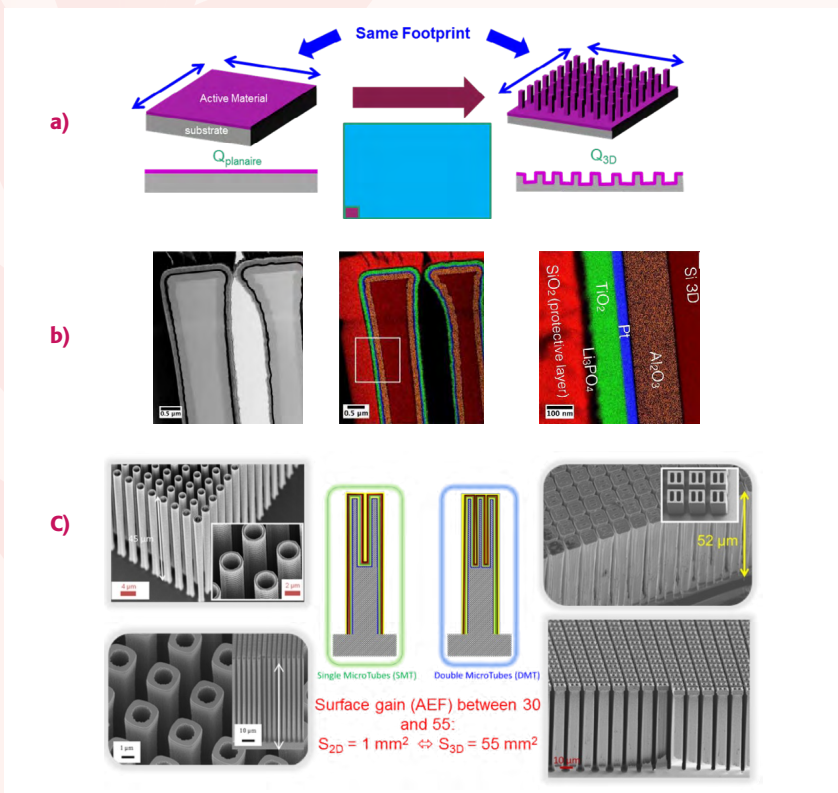 Same Footprint
a)
Active Material
substrate
Qplanaire
Q3D
b)
0.5 µm
0.5 µm
100 nm
SiO₂ (protective layer)
Li₃PO₄
TiO₂
Pt
Al₂O₃
Si 3D
C)
45 µm
4 µm
2 µm
52 µm
Single MicroTubes (SMT)
Double MicroTubes (DMT)
1 µm
10 µm
Surface gain (AEF) between 30
and 55:
S2D = 1 mm² ⇔ S3D = 55 mm²
10 µm